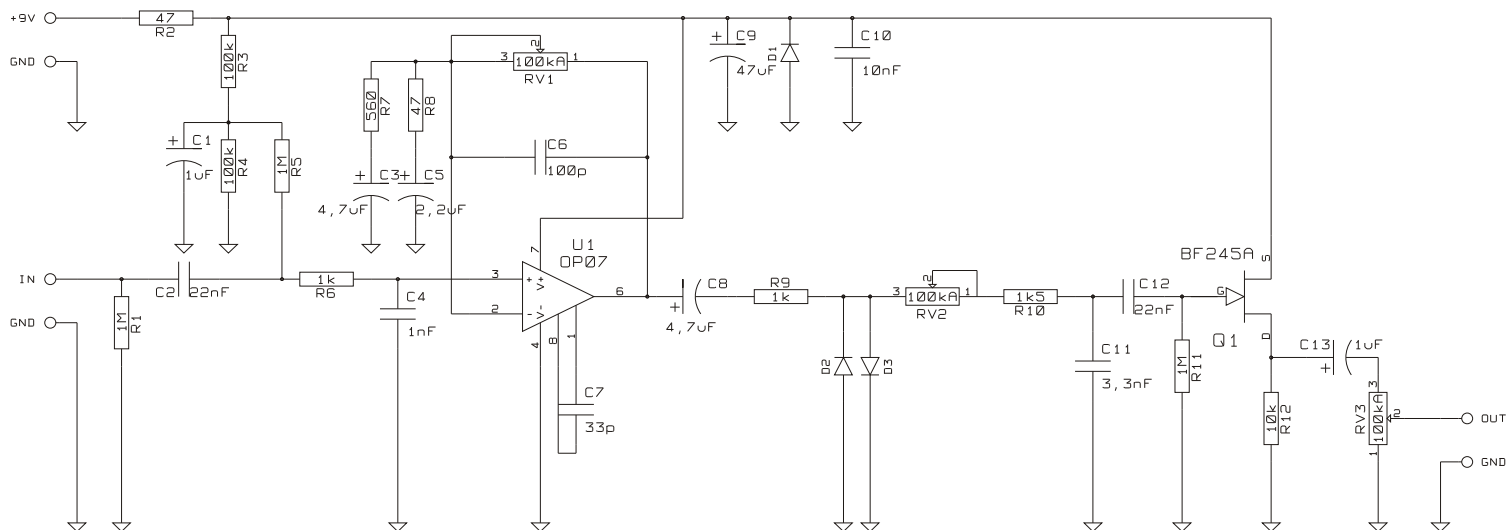 +9V
47
R2
GND
100k
R3
C1
1uF
100k
R4
1M
R5
560
R7
47
R8
C3
4,7uF
C5
2,2uF
3
2
1
100kA
RV1
C6
100p
C9
47uF
D1
C10
10nF
IN
GND
1M
R1
C2
22nF
1k
R6
C4
1nF
U1
OP07
7
3
2
6
4
8
1
V+
V-
C7
33p
C8
4,7uF
R9
1k
D2
D3
3
2
1
100kA
RV2
1k5
R10
C11
3,3nF
C12
22nF
1M
R11
BF245A
S
G
D
Q1
10k
R12
C13
1uF
3
2
1
100kA
RV3
OUT
GND